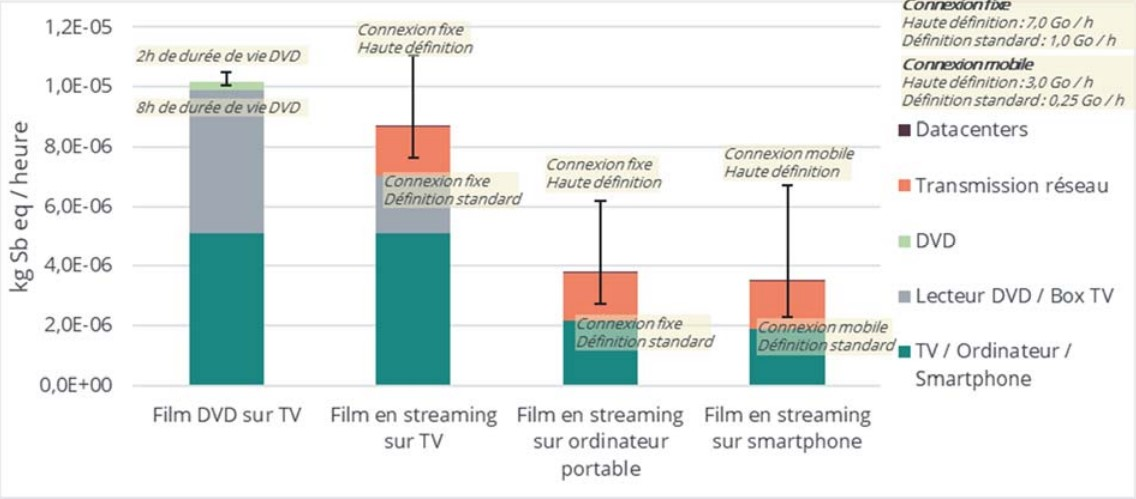 Connexion fixe
Haute définition : 7,0 Go / h
Définition standard : 1,0 Go / h
Connexion mobile
Haute définition : 3,0 Go / h
Définition standard : 0,25 Go / h
kg Sb eq / heure
1,2E-05
1,0E-05
8,0E-06
6,0E-06
4,0E-06
2,0E-06
0,0E+00
2h de durée de vie DVD
8h de durée de vie DVD
Connexion fixe
Haute définition
Connexion fixe
Définition standard
Connexion fixe
Haute définition
Connexion fixe
Définition standard
Connexion mobile
Haute définition
Connexion mobile
Définition standard
Film DVD sur TV
Film en streaming
sur TV
Film en streaming
sur ordinateur
portable
Film en streaming
sur smartphone
Datacenters
Transmission réseau
DVD
Lecteur DVD / Box TV
TV / Ordinateur /
Smartphone